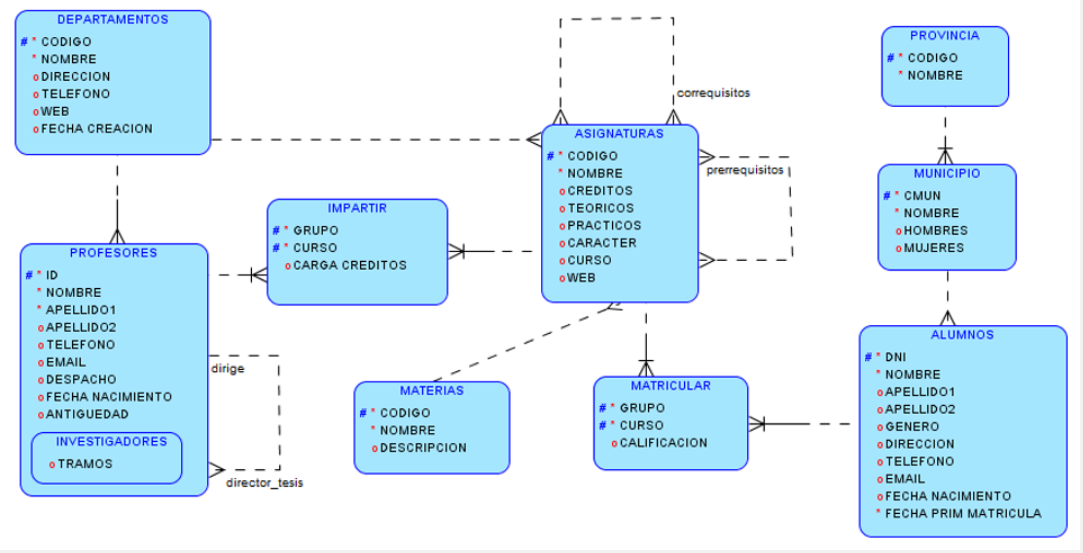 DEPARTAMENTOS
# * CODIGO
* NOMBRE
o DIRECCION
o TELEFONO
o WEB
o FECHA CREACION
correquisitos
PROVINCIA
# * CODIGO
* NOMBRE
ASIGNATURAS
# * CODIGO
* NOMBRE
o CREDITOS
o TEORICOS
o PRACTICOS
o CARACTER
o CURSO
o WEB
prerrequisitos
MUNICIPIO
# * CMUN
* NOMBRE
o HOMBRES
o MUJERES
IMPARTIR
# * GRUPO
# * CURSO
o CARGA CREDITOS
PROFESORES
# * ID
* NOMBRE
* APELLIDO1
o APELLIDO2
o TELEFONO
o EMAIL
o DESPACHO
o FECHA NACIMIENTO
o ANTIGUEDAD
INVESTIGADORES
o TRAMOS
dirige
director_tesis
MATERIAS
# * CODIGO
* NOMBRE
o DESCRIPCION
MATRICULAR
# * GRUPO
# * CURSO
o CALIFICACION
ALUMNOS
# * DNI
* NOMBRE
o APELLIDO1
o APELLIDO2
o GENERO
o DIRECCION
o TELEFONO
o EMAIL
o FECHA NACIMIENTO
* FECHA PRIM MATRICULA